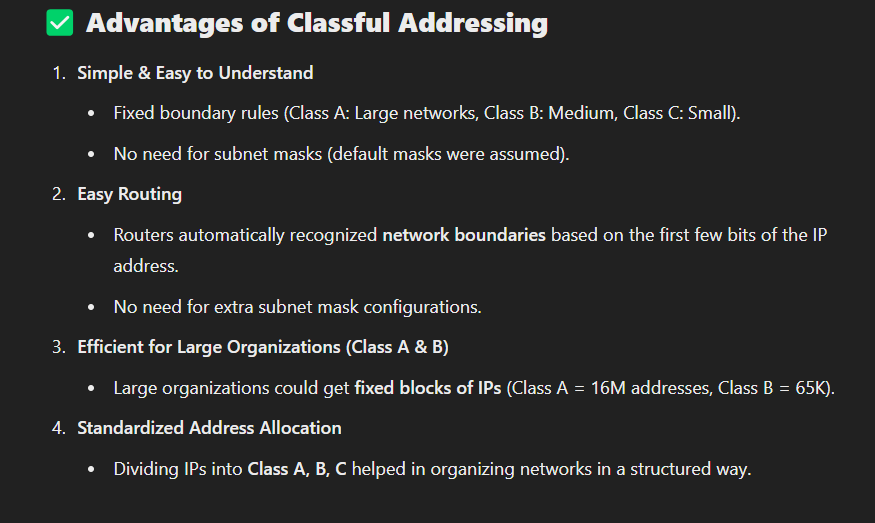 ✅ Advantages of Classful Addressing
1. Simple & Easy to Understand
• Fixed boundary rules (Class A: Large networks, Class B: Medium, Class C: Small).
• No need for subnet masks (default masks were assumed).
2. Easy Routing
• Routers automatically recognized network boundaries based on the first few bits of the IP
address.
• No need for extra subnet mask configurations.
3. Efficient for Large Organizations (Class A & B)
• Large organizations could get fixed blocks of IPs (Class A = 16M addresses, Class B = 65K).
4. Standardized Address Allocation
• Dividing IPs into Class A, B, C helped in organizing networks in a structured way.